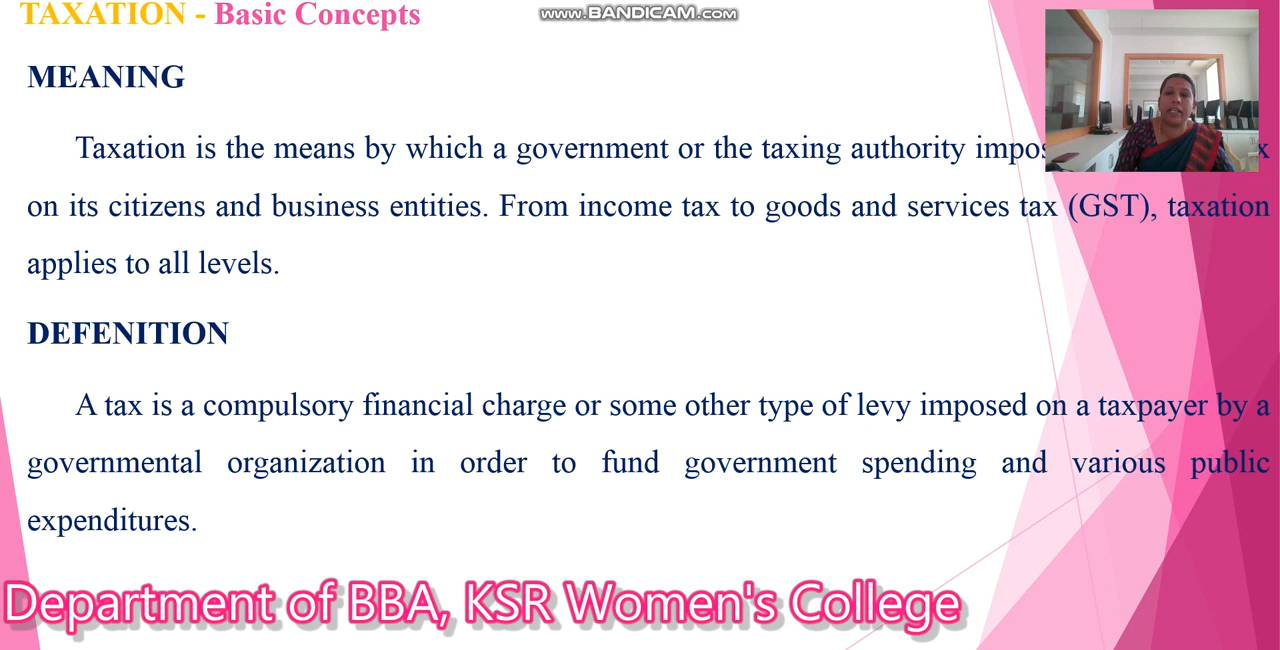 TAXATION - Basic Concepts
www.BANDICAM.com
MEANING
Taxation is the means by which a government or the taxing authority
on its citizens and business entities. From income tax to goods and services tax (GST), taxation
applies to all levels.
DEFENITION
A tax is a compulsory financial charge or some other type of levy imposed on a taxpayer by a
governmental organization in order to fund government spending and various public
expenditures.
Department of BBA, KSR Women's College